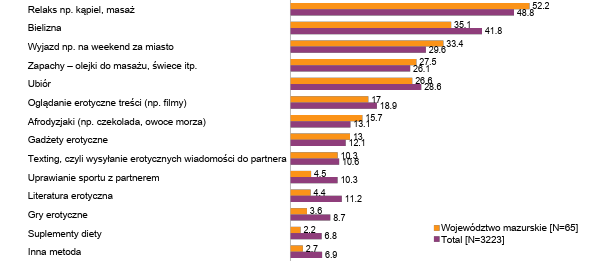 Relaks np. kąpiel, masaż 52.2 48.8
Bielizna 35.1 41.8
Wyjazd np. na weekend za miasto 33.4 29.6
Zapachy – olejki do masażu, świece itp. 27.5 26.1
Ubiór 26.6 28.6
Oglądanie erotyczne treści (np. filmy) 17 18.9
Afrodyzjaki (np. czekolada, owoce morza) 15.7 13.1
Gadżety erotyczne 13 12.1
Texting, czyli wysyłanie erotycznych wiadomości do partnera 10.3 10.6
Uprawianie sportu z partnerem 4.5 10.3
Literatura erotyczna 4.4 11.2
Gry erotyczne 3.6 8.7
Suplementy diety 2.2 6.8
Inna metoda 2.7 6.9
Województwo mazurskie [N=65]
Total [N=3223]